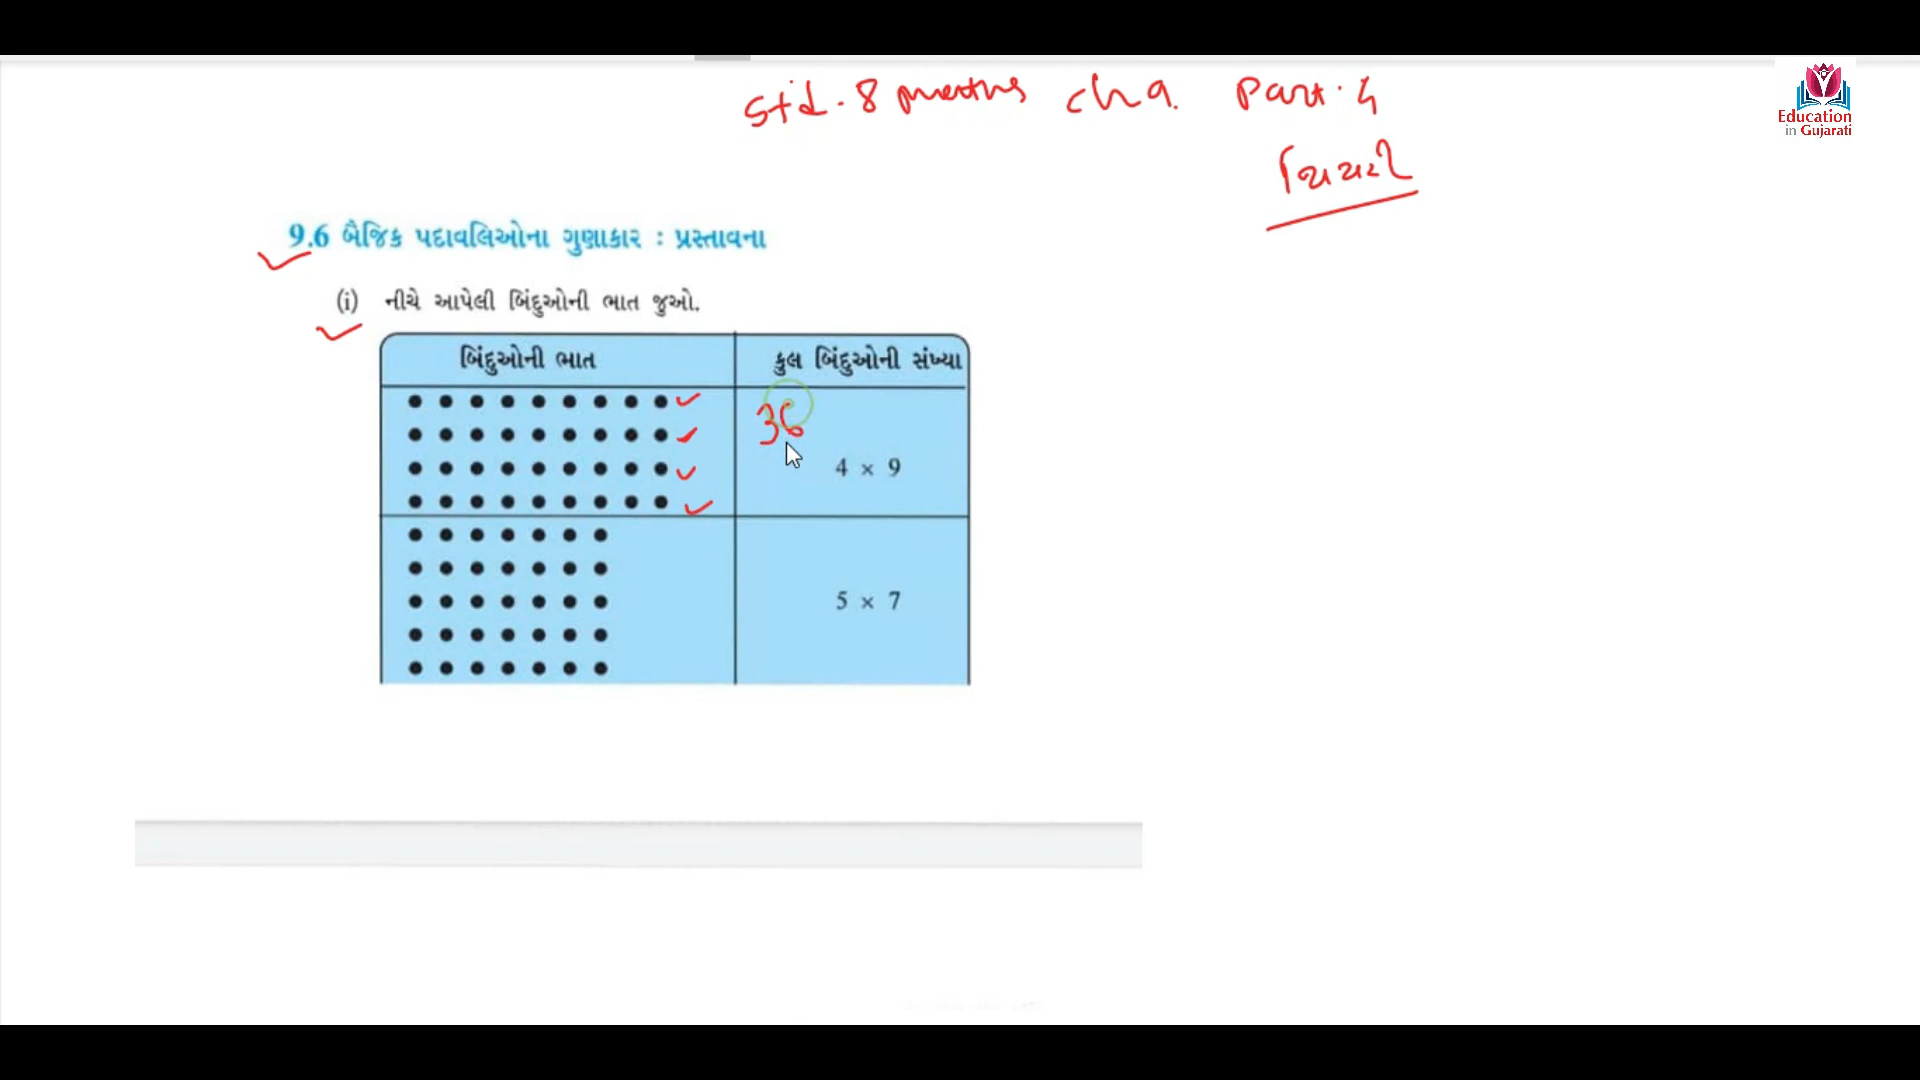 std. 8 maths ch 9. Part. 4
Education
in Gujarati
9.6 બૈજિક પદાવલિઓના ગુણાકાર : પ્રસ્તાવના
(i) નીચે આપેલી બિંદુઓની ભાત જુઓ.
બિંદુઓની ભાત કુલ બિંદુઓની સંખ્યા
36
4 × 9
5 × 7